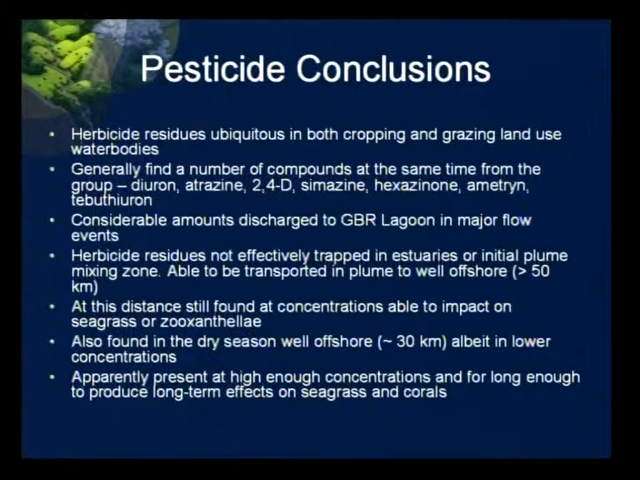 Pesticide Conclusions
• Herbicide residues ubiquitous in both cropping and grazing land use
waterbodies
• Generally find a number of compounds at the same time from the
group – diuron, atrazine, 2,4-D, simazine, hexazinone, ametryn,
tebuthiuron
• Considerable amounts discharged to GBR Lagoon in major flow
events
• Herbicide residues not effectively trapped in estuaries or initial plume
mixing zone. Able to be transported in plume to well offshore (> 50
km)
• At this distance still found at concentrations able to impact on
seagrass or zooxanthellae
• Also found in the dry season well offshore (~ 30 km) albeit in lower
concentrations
• Apparently present at high enough concentrations and for long enough
to produce long-term effects on seagrass and corals